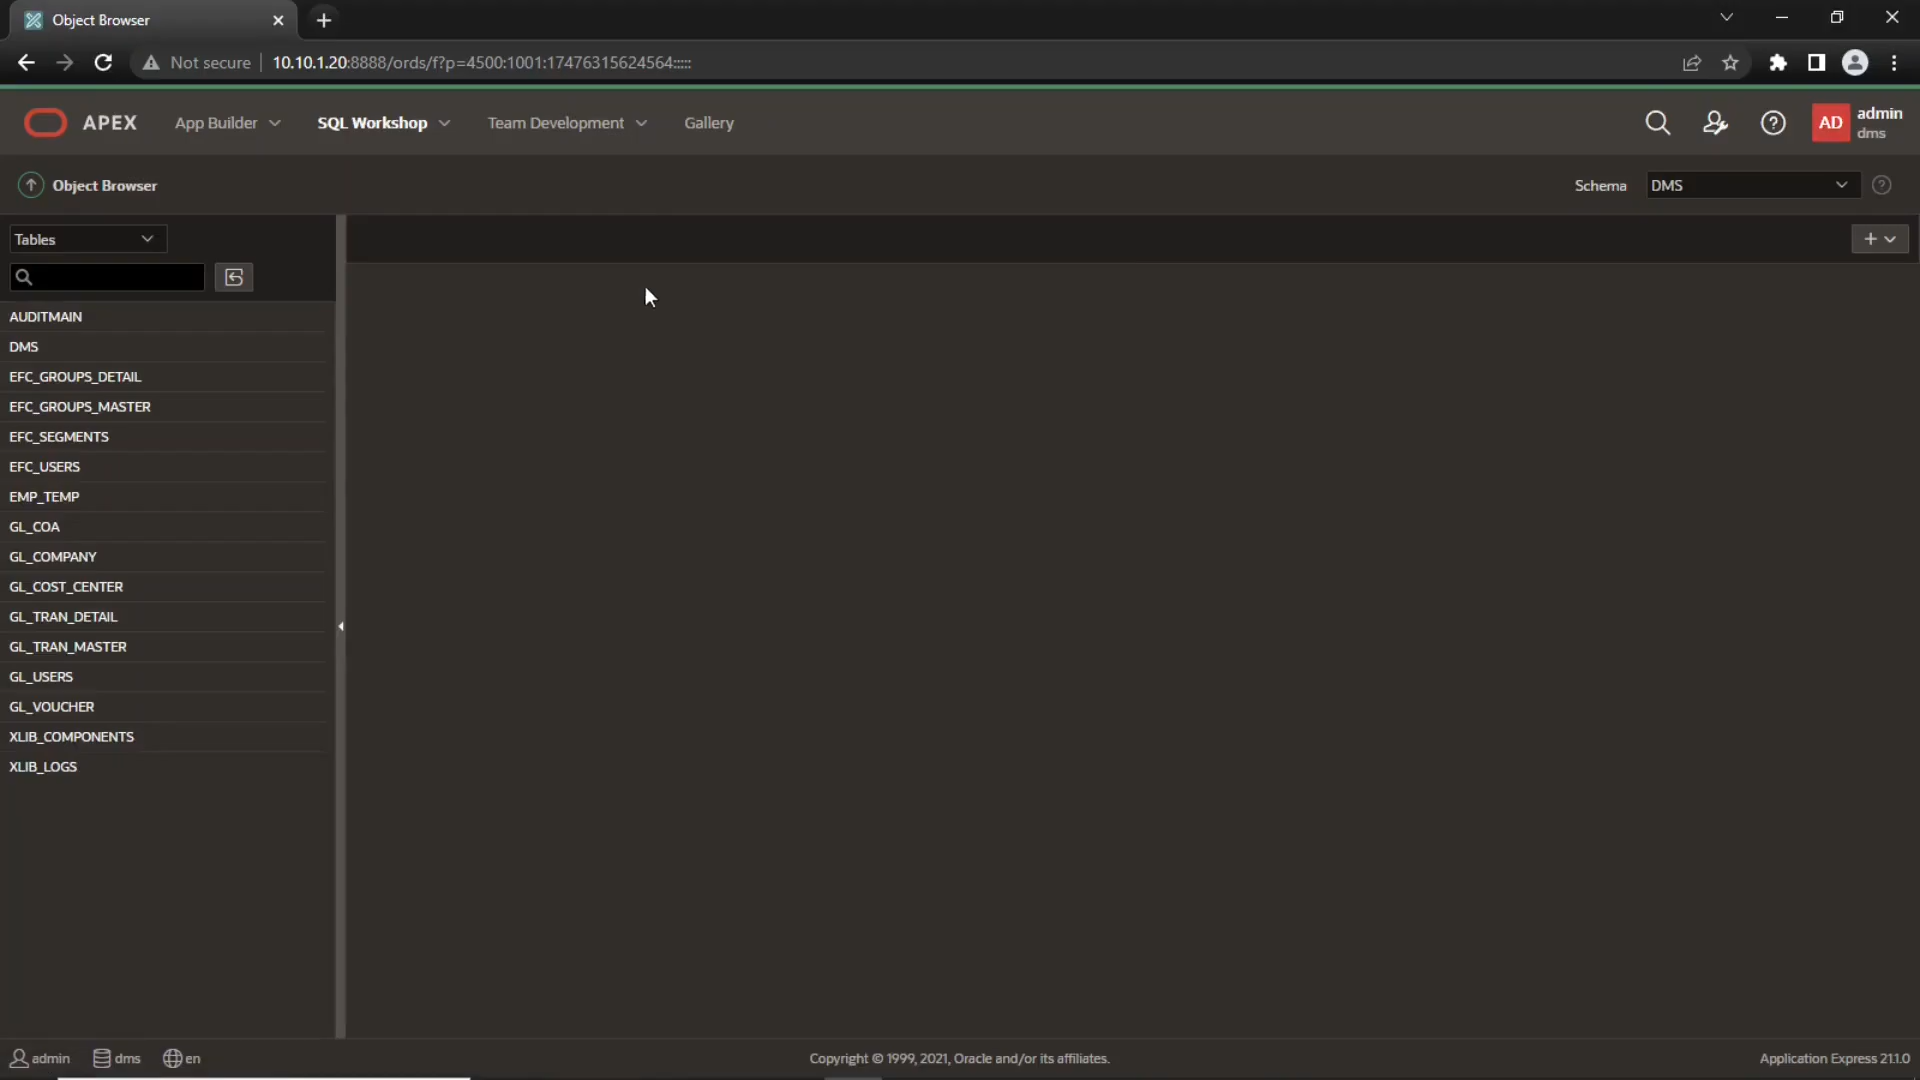 Object Browser
Not secure
10.10.1.20:8888/ords/f?p=4500:1001:17476315624564:::::
APEX
App Builder
SQL Workshop
Team Development
Gallery
AD
admin
dms
Object Browser
Schema
DMS
Tables
AUDITMAIN
DMS
EFC_GROUPS_DETAIL
EFC_GROUPS_MASTER
EFC_SEGMENTS
EFC_USERS
EMP_TEMP
GL_COA
GL_COMPANY
GL_COST_CENTER
GL_TRAN_DETAIL
GL_TRAN_MASTER
GL_USERS
GL_VOUCHER
XLIB_COMPONENTS
XLIB_LOGS
admin
dms
en
Copyright © 1999, 2021, Oracle and/or its affiliates.
Application Express 21.1.0